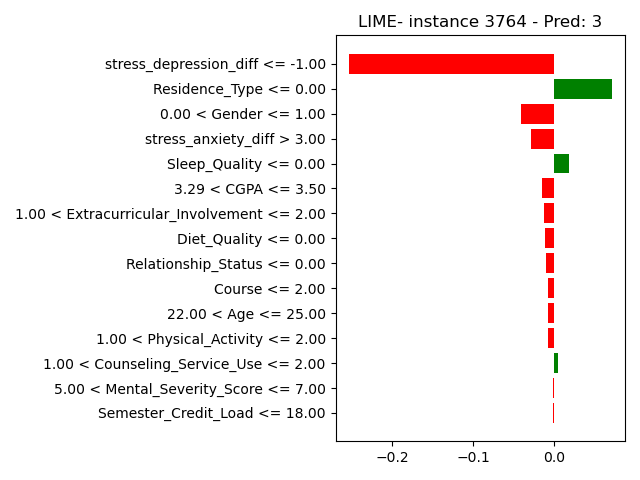 LIME- instance 3764 - Pred: 3
stress_depression_diff <= -1.00
Residence_Type <= 0.00
0.00 < Gender <= 1.00
stress_anxiety_diff > 3.00
Sleep_Quality <= 0.00
3.29 < CGPA <= 3.50
1.00 < Extracurricular_Involvement <= 2.00
Diet_Quality <= 0.00
Relationship_Status <= 0.00
Course <= 2.00
22.00 < Age <= 25.00
1.00 < Physical_Activity <= 2.00
1.00 < Counseling_Service_Use <= 2.00
5.00 < Mental_Severity_Score <= 7.00
Semester_Credit_Load <= 18.00
−0.2 −0.1 0.0